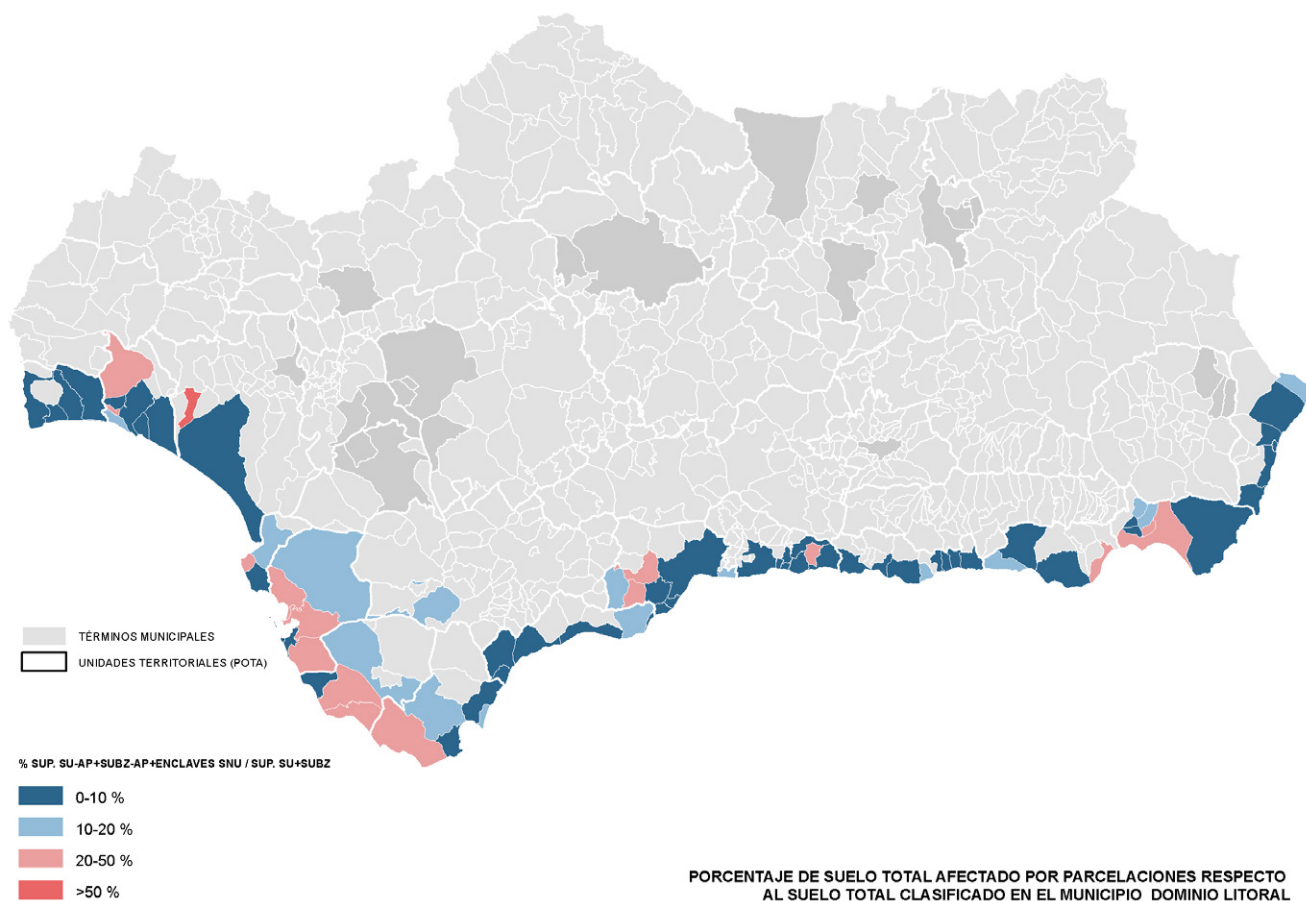 TÉRMINOS MUNICIPALES
UNIDADES TERRITORIALES (POTA)
% SUP. SU-AP+SUBZ-AP+ENCLAVES SNU / SUP. SU+SUBZ
0-10 %
10-20 %
20-50 %
>50 %
PORCENTAJE DE SUELO TOTAL AFECTADO POR PARCELACIONES RESPECTO
AL SUELO TOTAL CLASIFICADO EN EL MUNICIPIO DOMINIO LITORAL